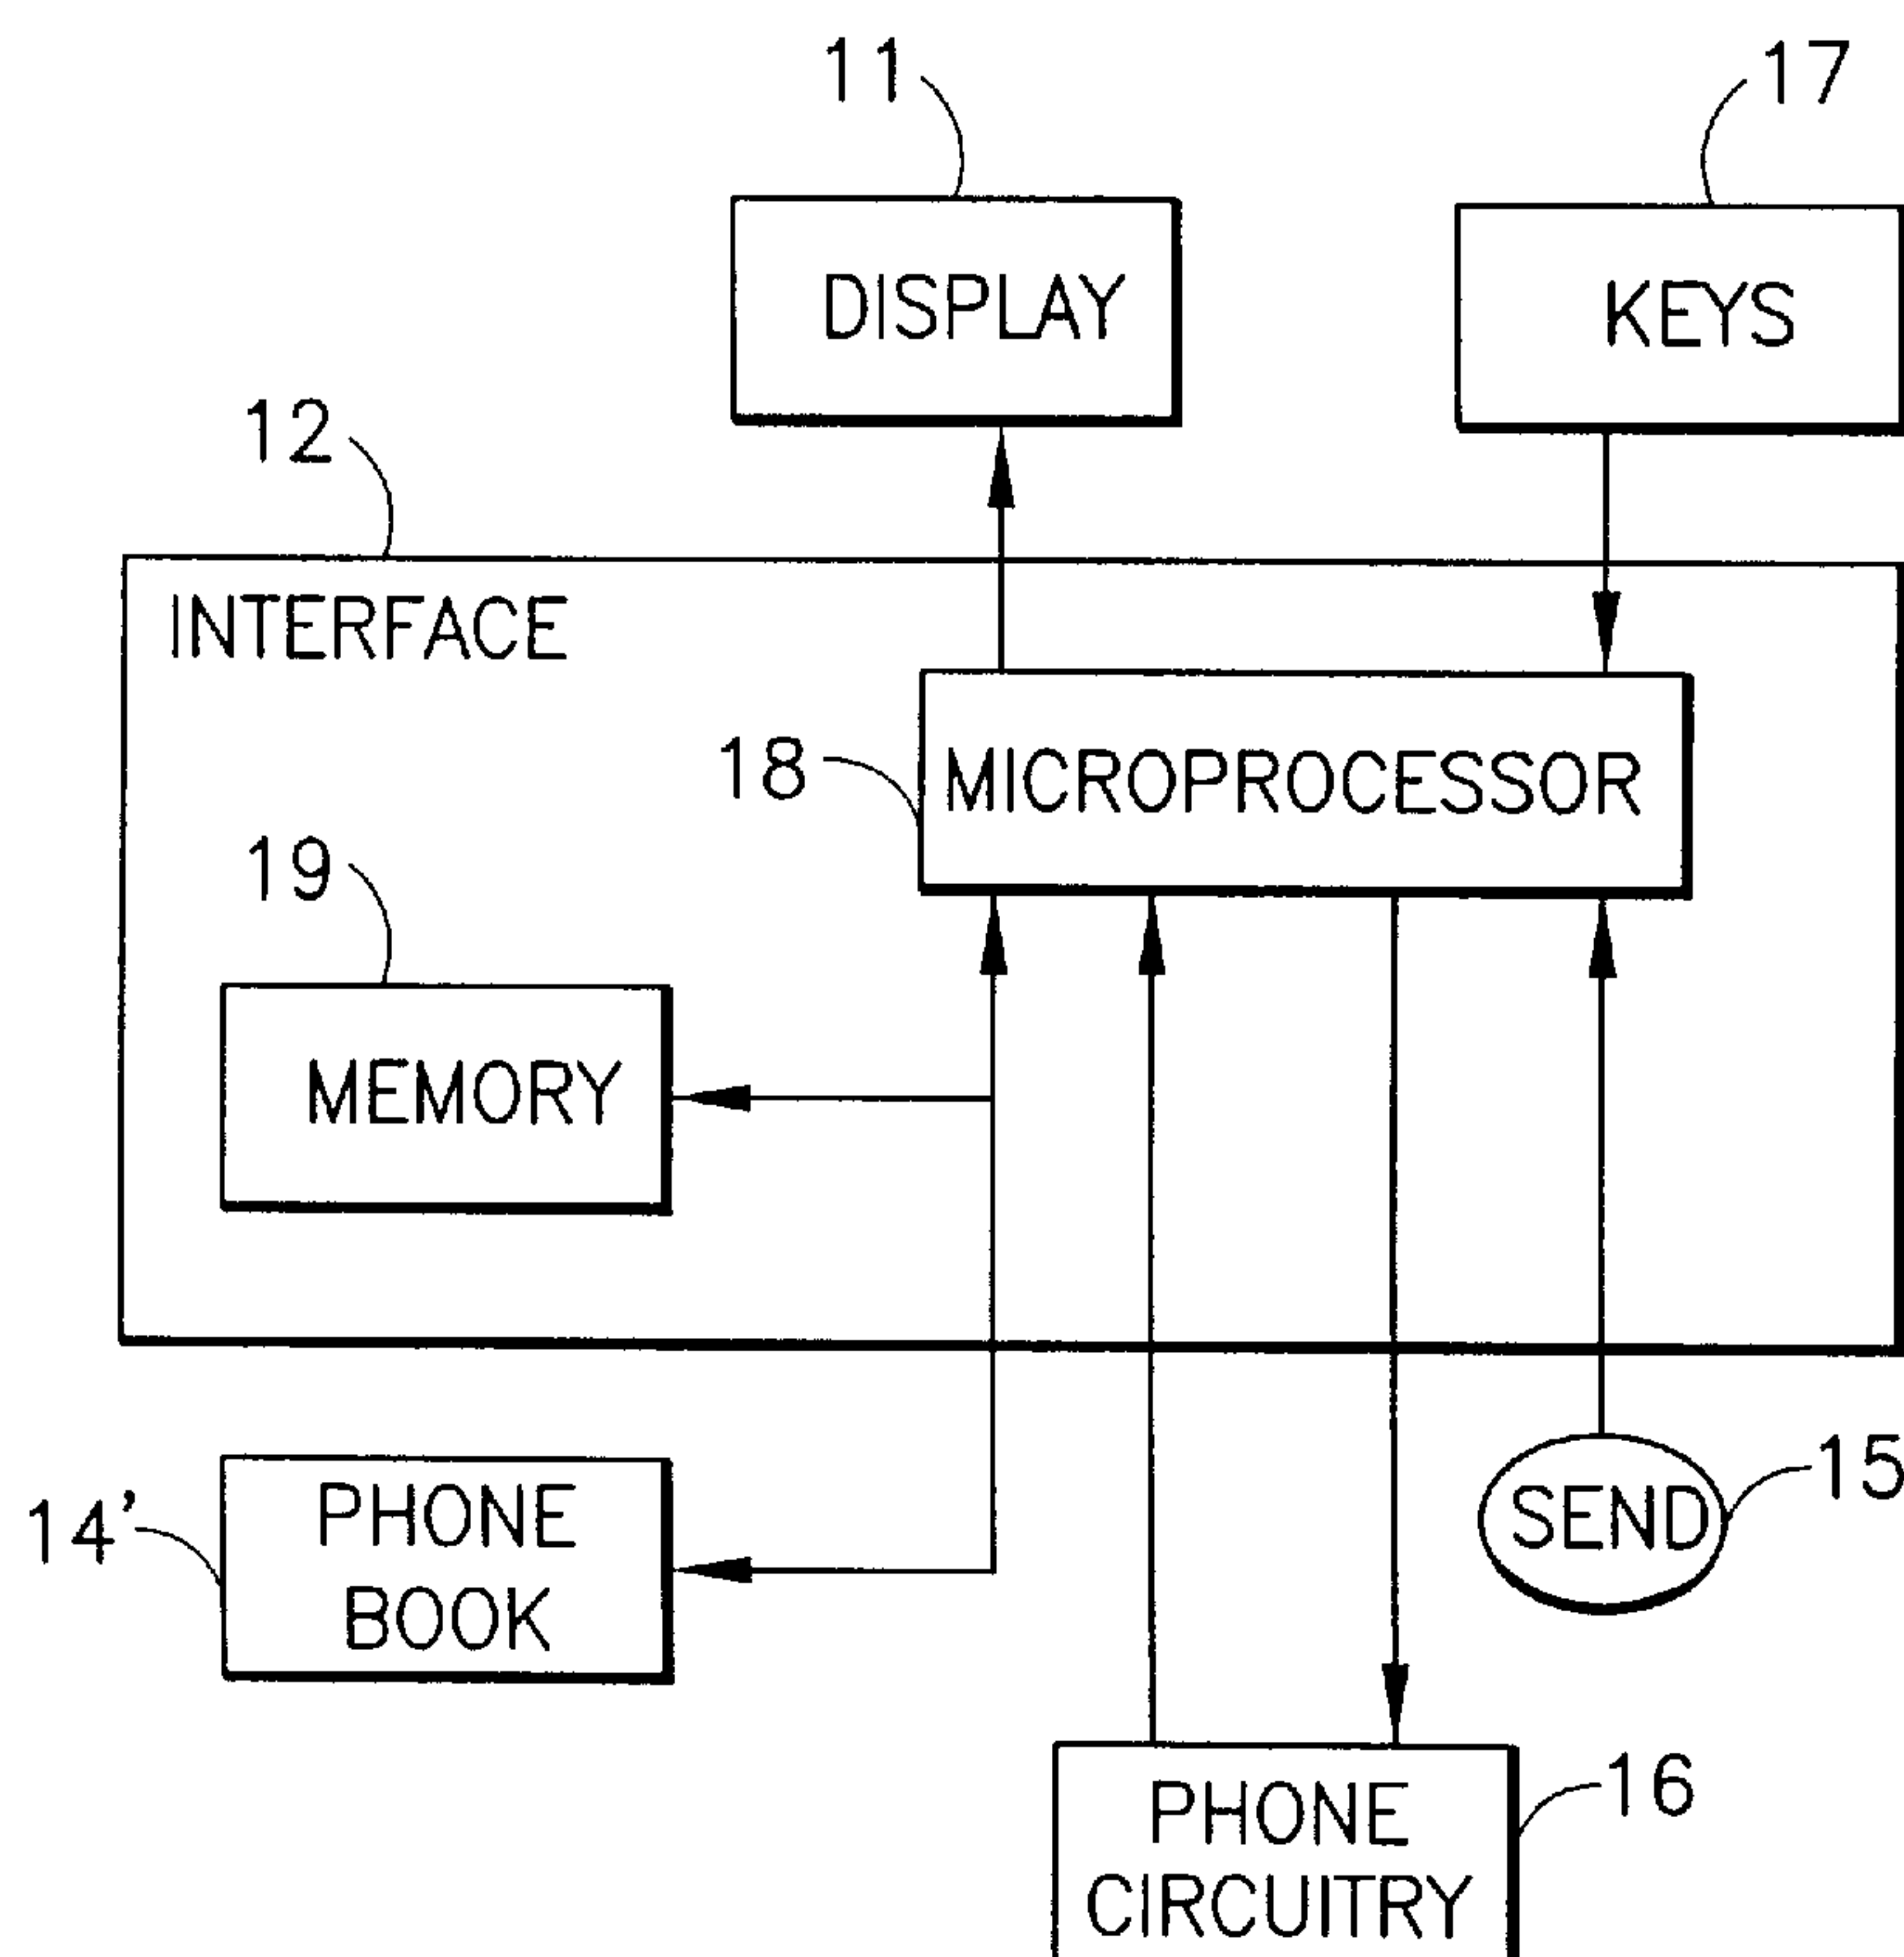 11
17
DISPLAY
KEYS
12
INTERFACE
18
MICROPROCESSOR
19
MEMORY
14'
PHONE
BOOK
SEND
15
PHONE
CIRCUITRY
16